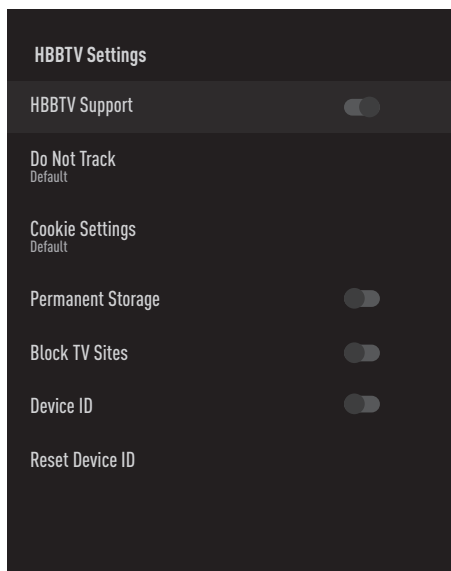 HBBTV Settings
HBBTV Support
Do Not Track
Default
Cookie Settings
Default
Permanent Storage
Block TV Sites
Device ID
Reset Device ID